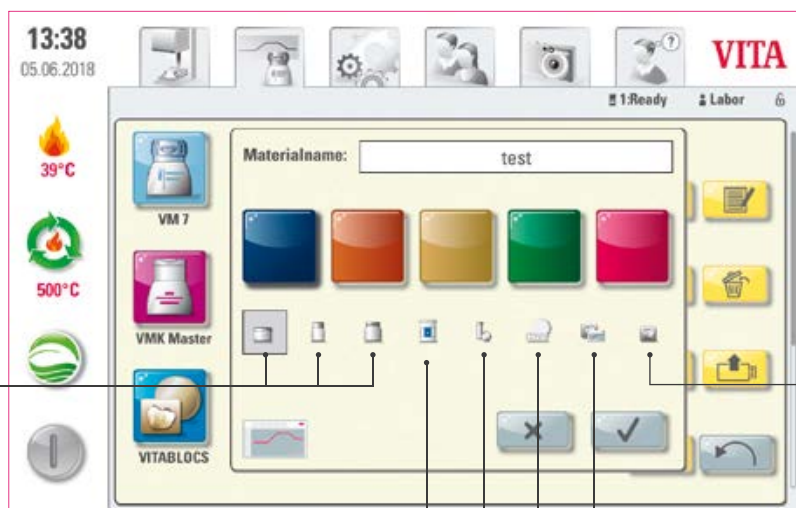 13:38
05.06.2018
?
VITA
1:Ready
Labor
39°C
500°C
VM 7
VMK Master
VITABLOCS
Materialname:
test